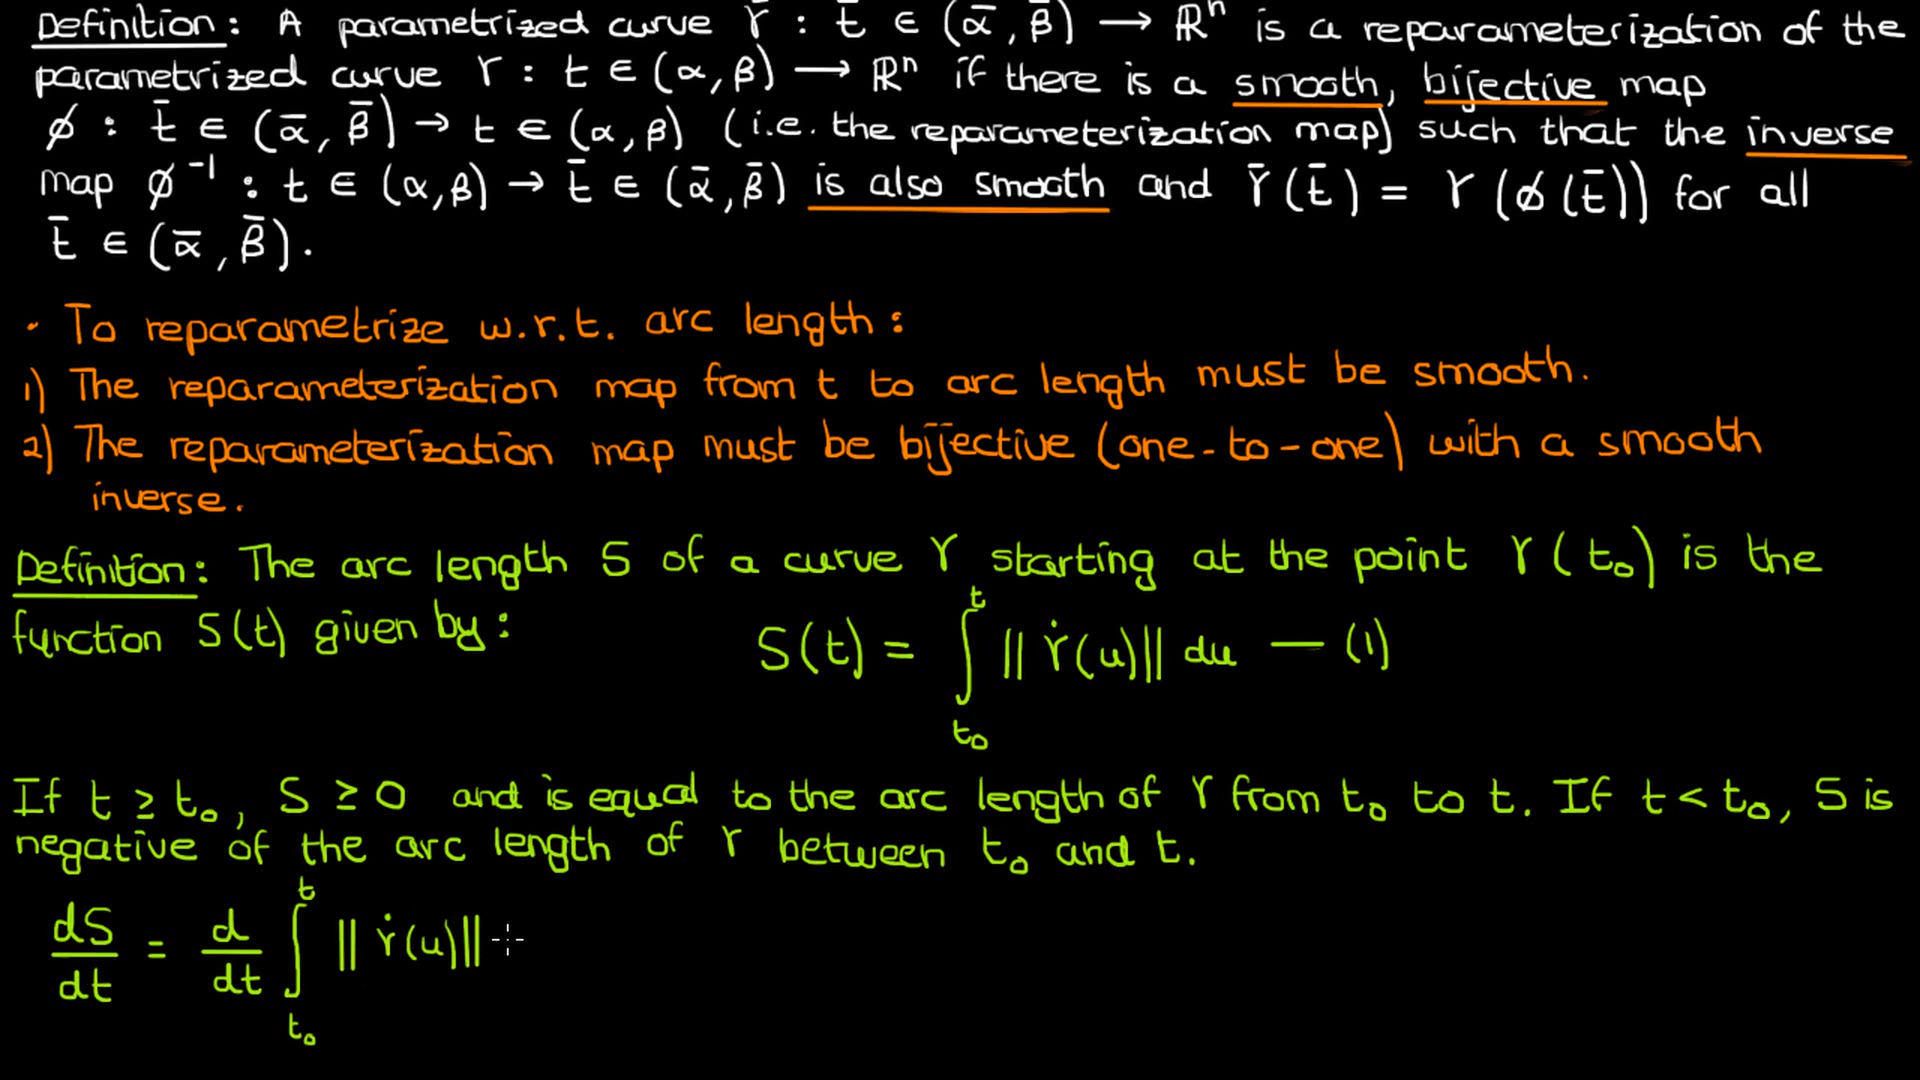 Definition: A parametrized curve γ̄ : t̄ ∈ (ᾱ, β̄) → ℝⁿ is a reparameterization of the
parametrized curve γ : t ∈ (α, β) → ℝⁿ if there is a smooth, bijective map
φ : t̄ ∈ (ᾱ, β̄) → t ∈ (α, β) (i.e. the reparameterization map) such that the inverse
map φ⁻¹ : t ∈ (α, β) → t̄ ∈ (ᾱ, β̄) is also smooth and γ̄(t̄) = γ(φ(t̄)) for all
t̄ ∈ (ᾱ, β̄).
• To reparametrize w.r.t. arc length:
1) The reparameterization map from t to arc length must be smooth.
2) The reparameterization map must be bijective (one-to-one) with a smooth
inverse.
Definition: The arc length S of a curve γ starting at the point γ(t₀) is the
function S(t) given by: S(t) = ∫_{t₀}^{t} ‖γ̇(u)‖ du — (1)
If t ≥ t₀, S ≥ 0 and is equal to the arc length of γ from t₀ to t. If t < t₀, S is
negative of the arc length of γ between t₀ and t.
dS/dt = d/dt ∫_{t₀}^{t} ‖γ̇(u)‖